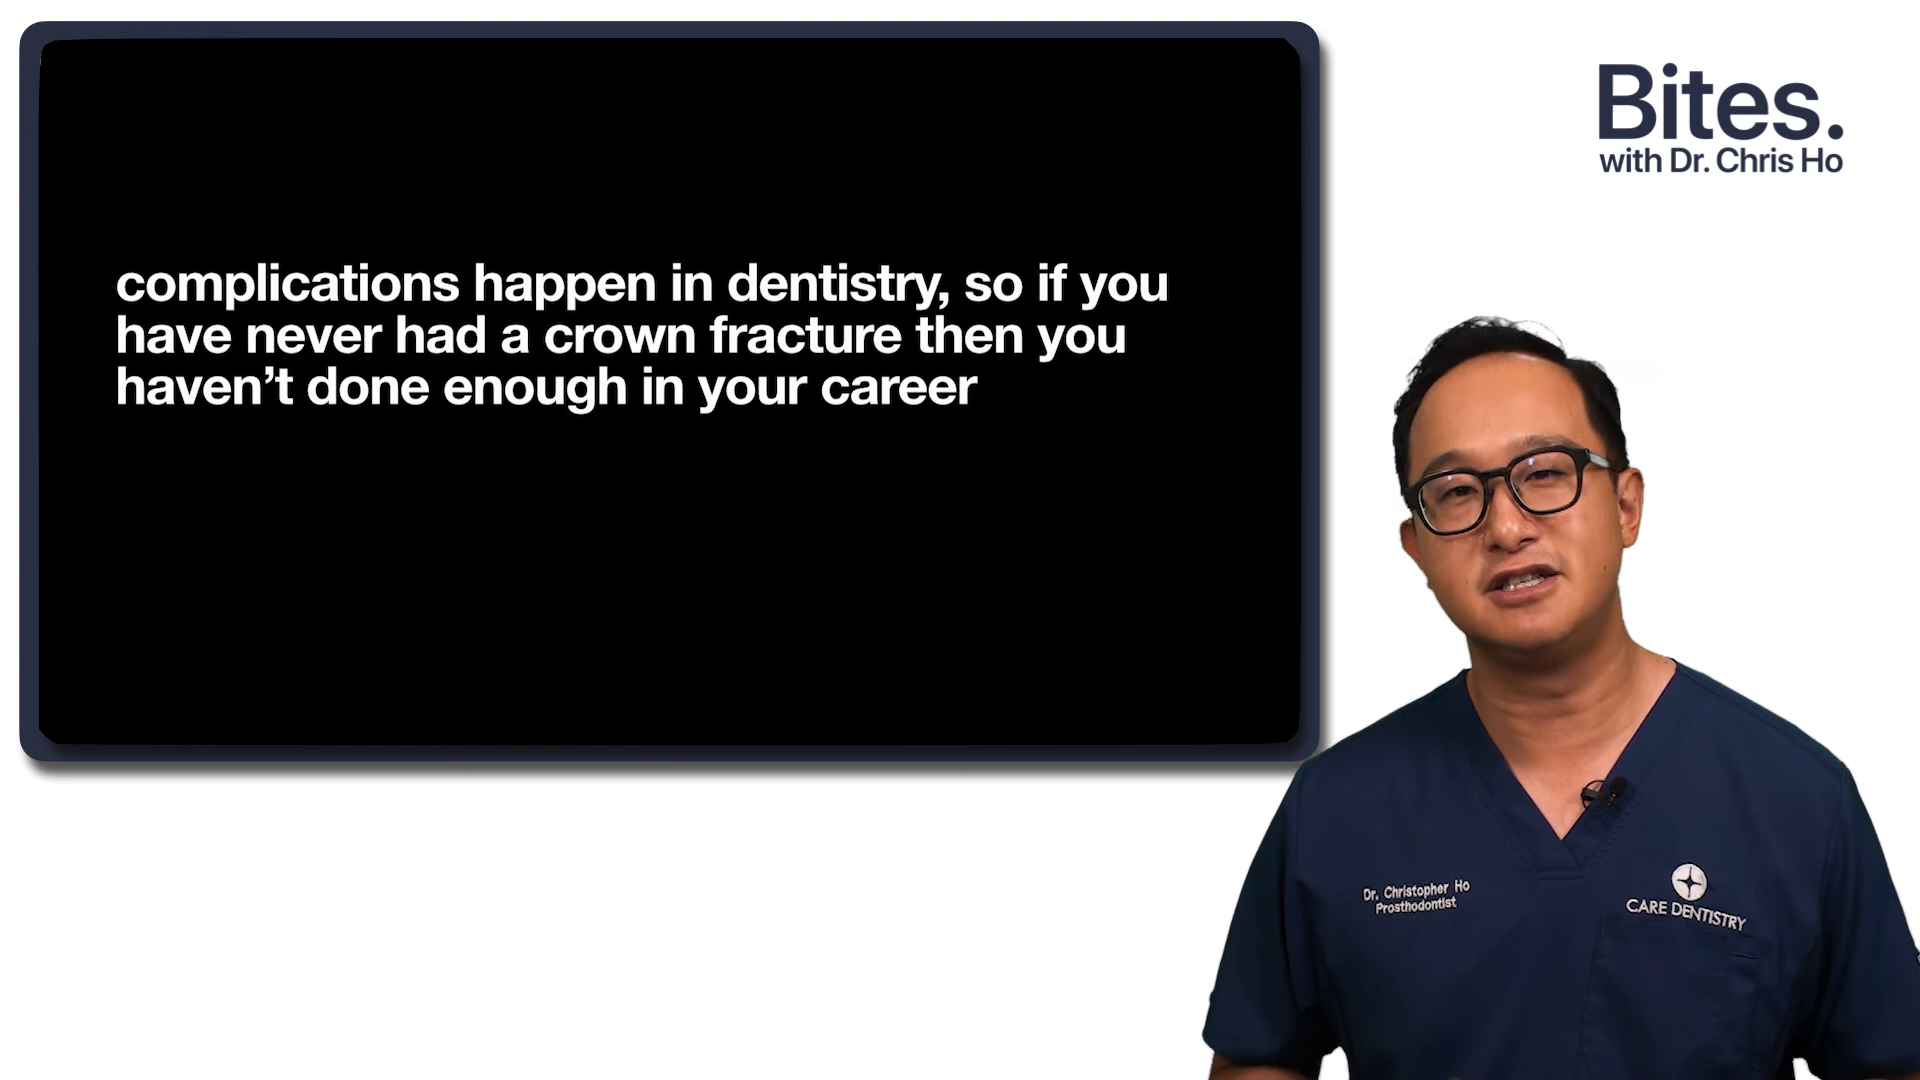 complications happen in dentistry, so if you
have never had a crown fracture then you
haven’t done enough in your career
Bites.
with Dr. Chris Ho
Dr. Christopher Ho
Prosthodontist
CARE DENTISTRY